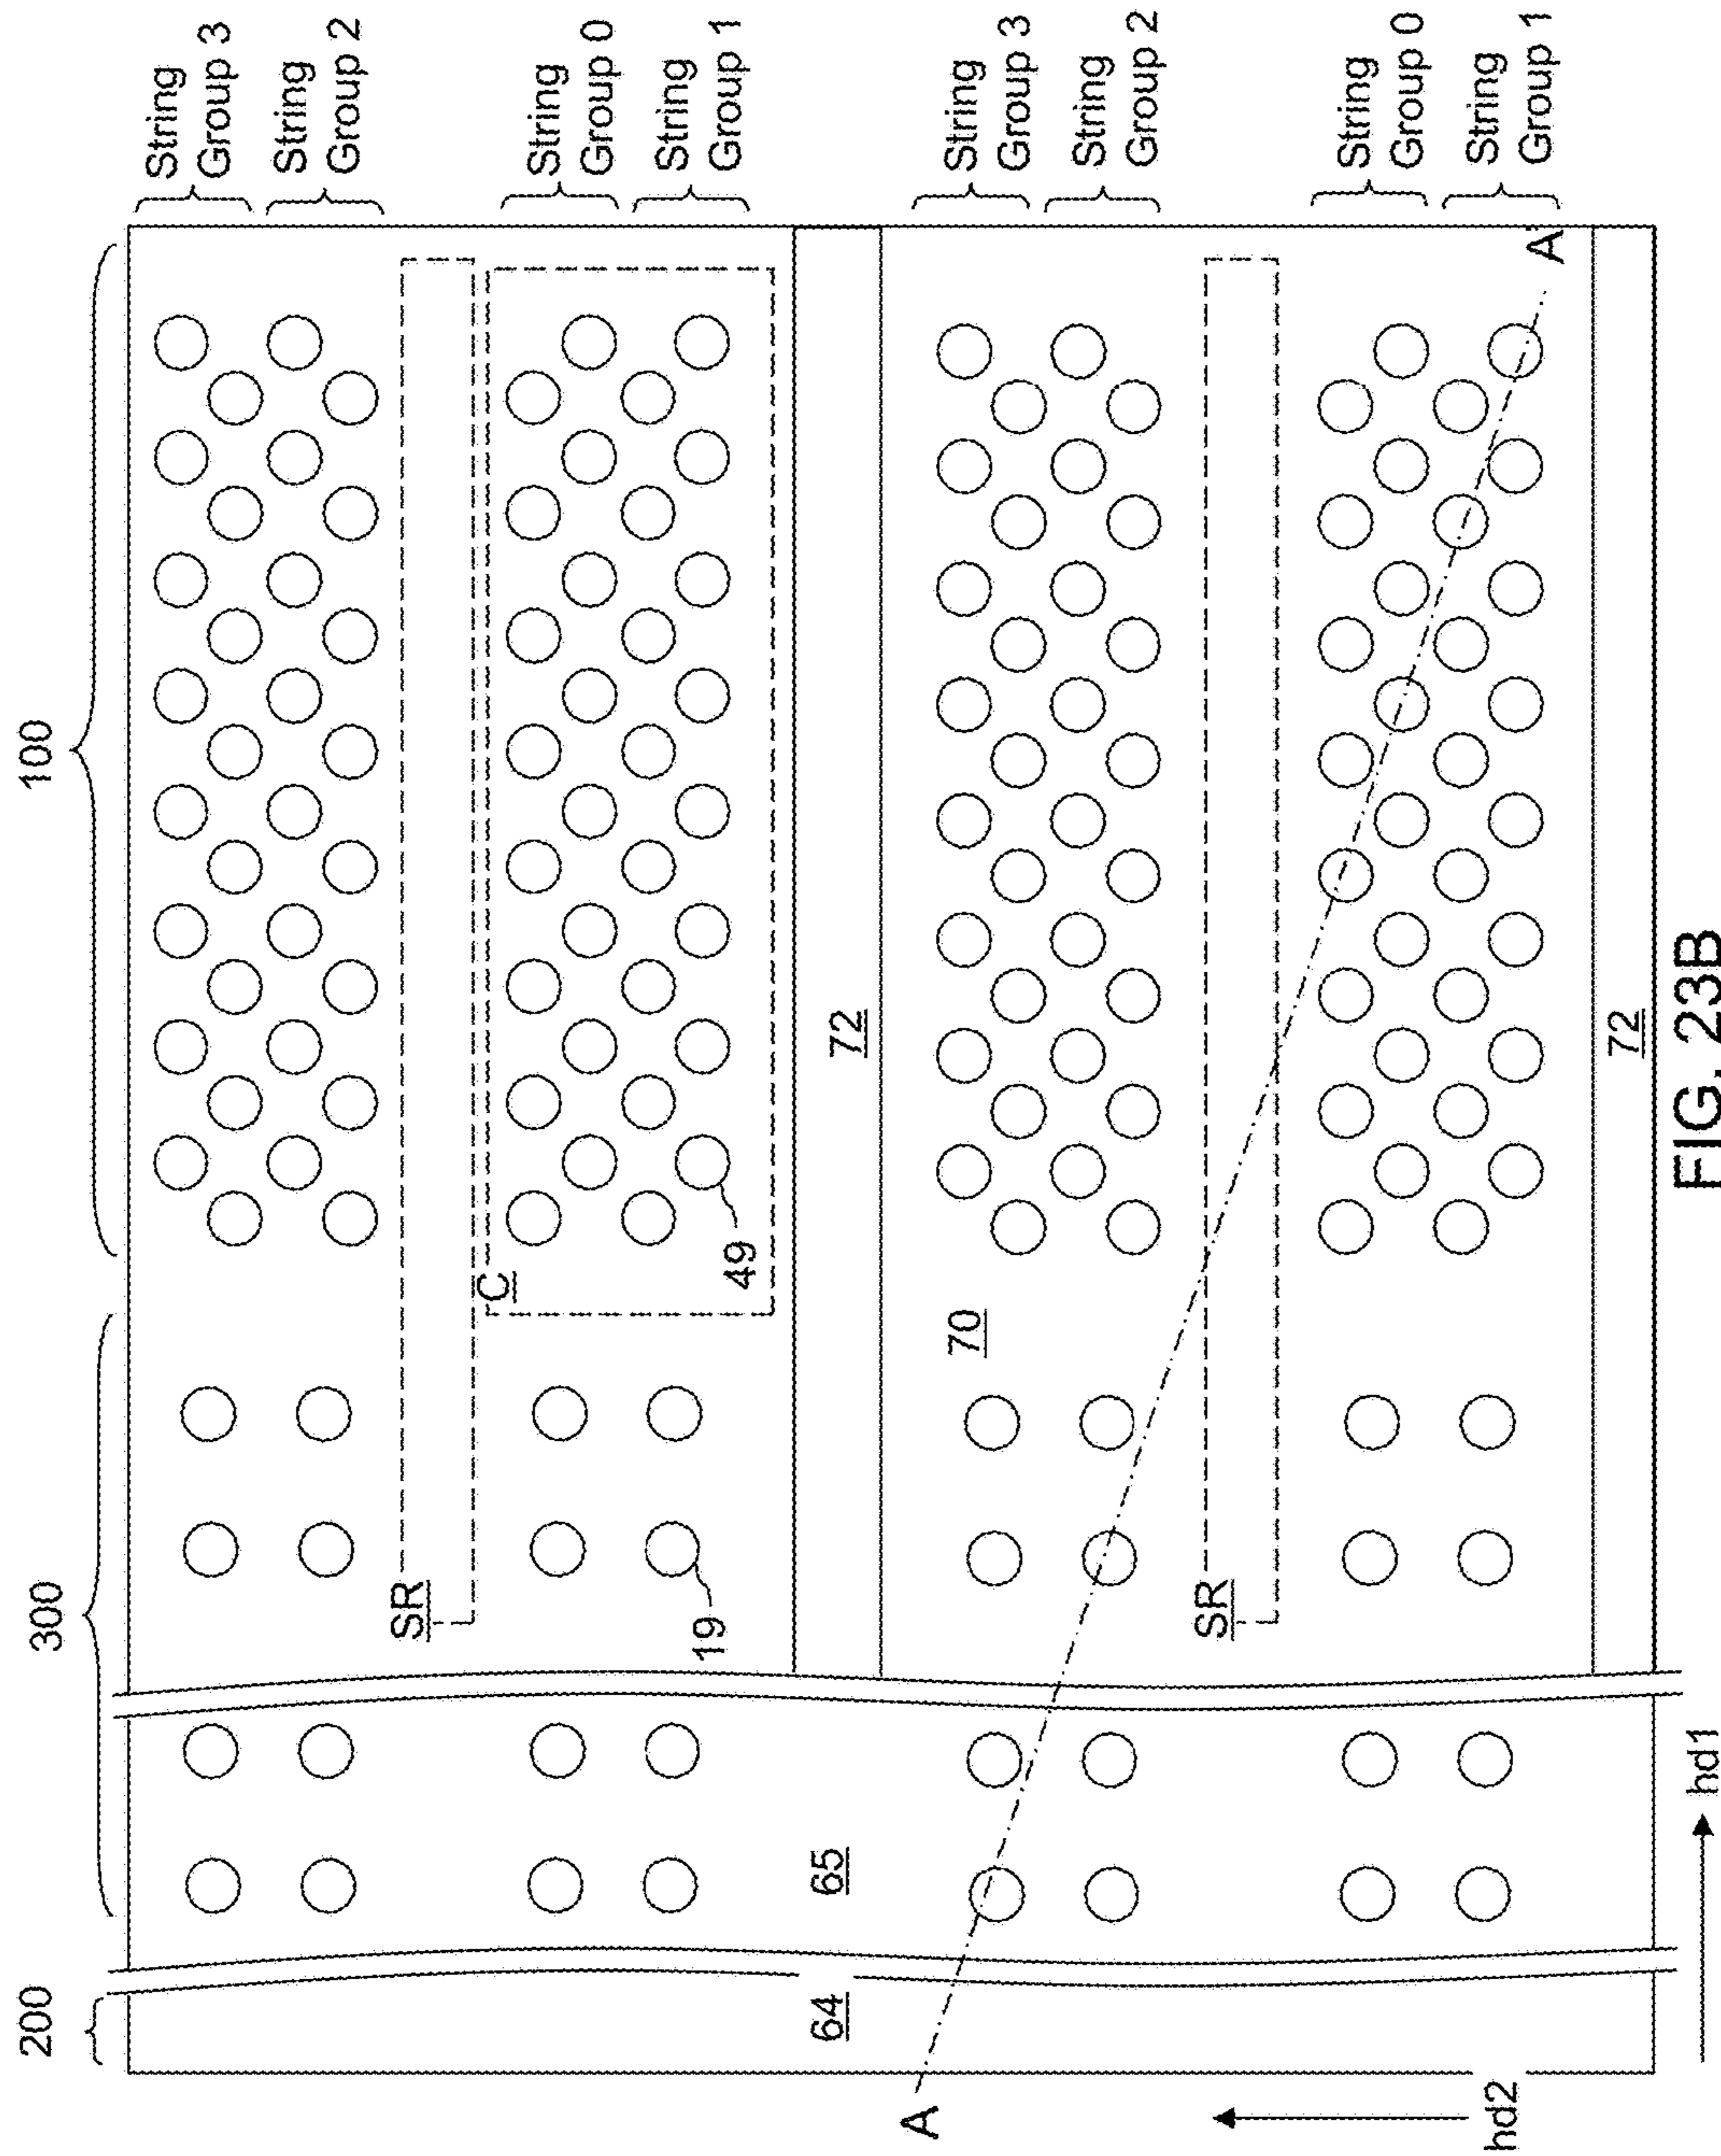 200
300
100
String
Group 3
String
Group 2
SR
C
String
Group 0
49
19
String
Group 1
64
65
72
70
String
Group 3
String
Group 2
SR
String
Group 0
String
Group 1
72
A
A'
hd2
hd1
FIG. 23B